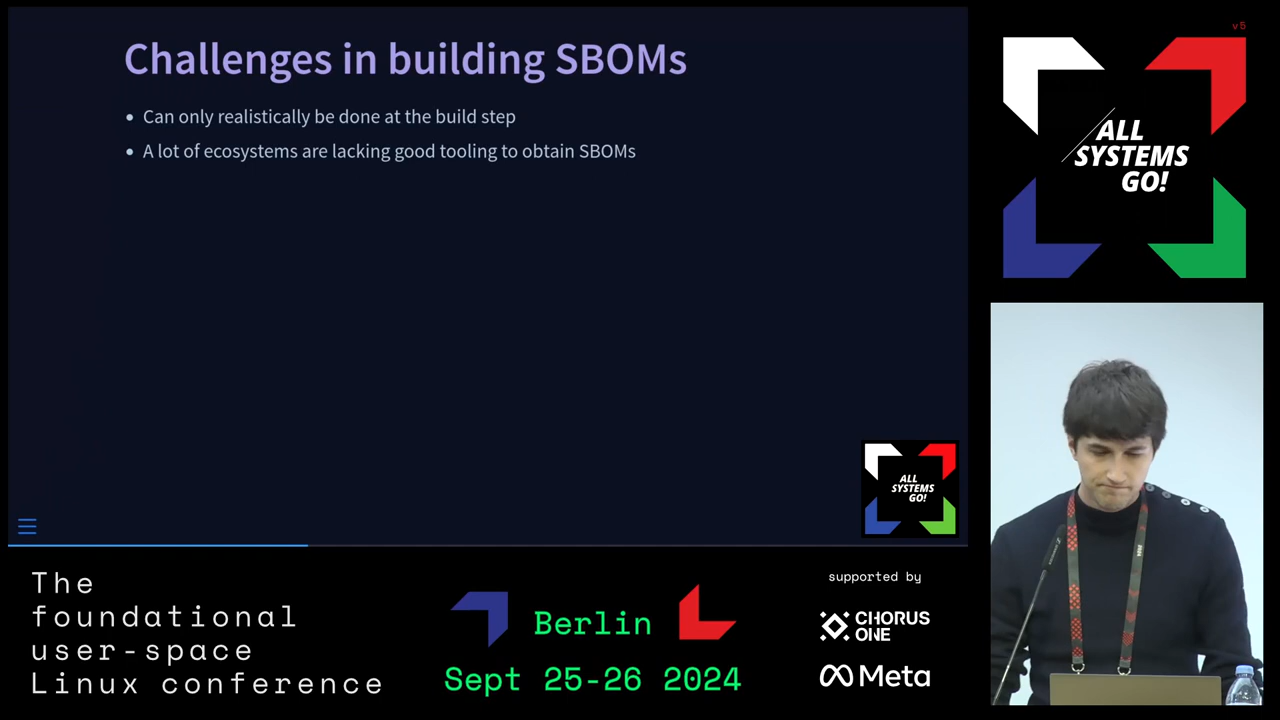 Challenges in building SBOMs
Can only realistically be done at the build step
A lot of ecosystems are lacking good tooling to obtain SBOMs
ALL
SYSTEMS
GO!
v5
ALL
SYSTEMS
GO!
The
foundational
user-space
Linux conference
Berlin
Sept 25-26 2024
supported by
CHORUS
ONE
Meta